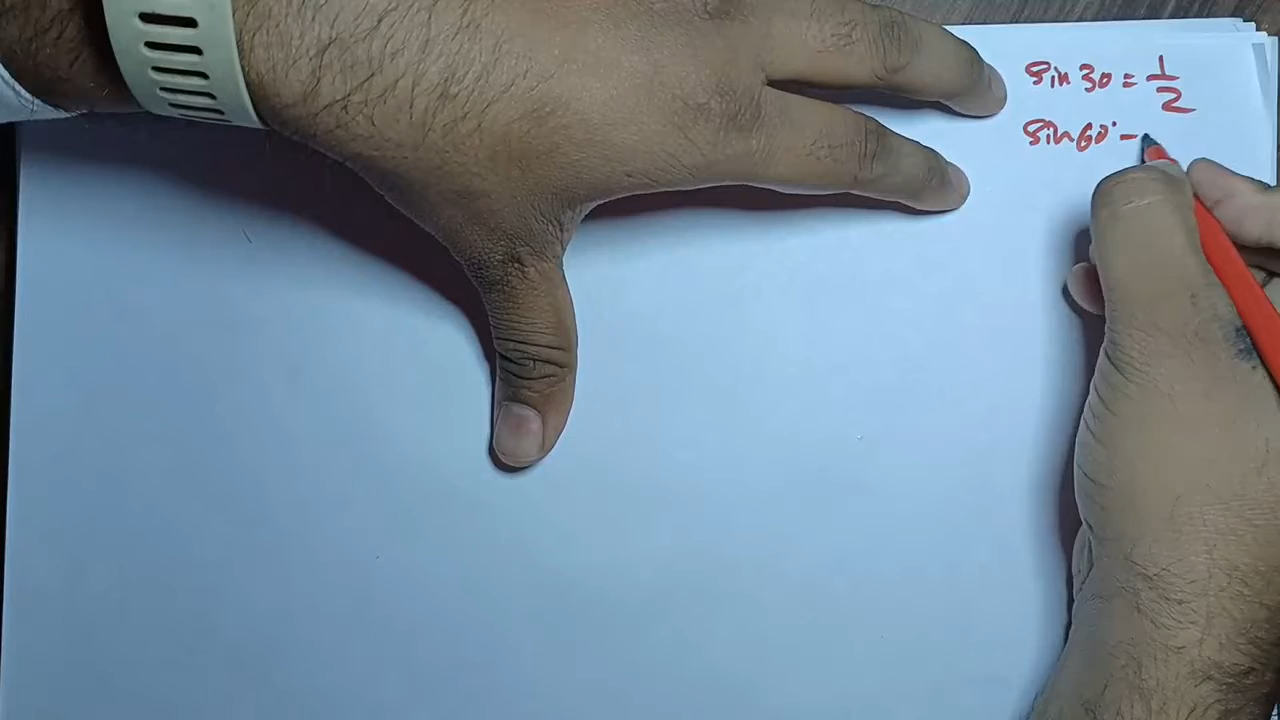 sin 30 = 1/2
sin 60° -